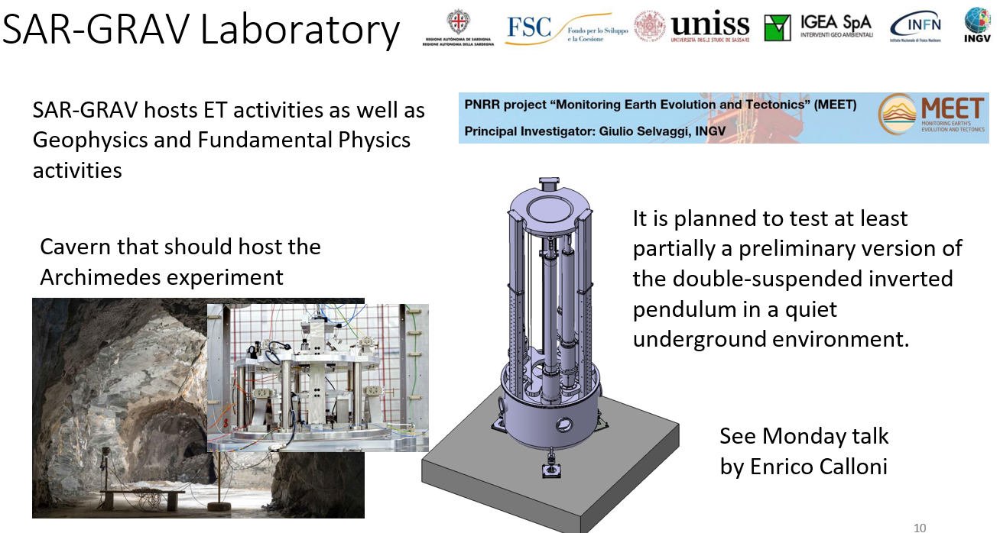 SAR-GRAV Laboratory
REGIONE AUTÒNOMA DE SARDIGNA
REGIONE AUTONOMA DELLA SARDEGNA
FSC
Fondo per lo Sviluppo
e la Coesione
uniss
UNIVERSITÀ DEGLI STUDI DI SASSARI
IGEA SpA
INTERVENTI GEO AMBIENTALI
INFN
Istituto Nazionale di Fisica Nucleare
INGV
SAR-GRAV hosts ET activities as well as
Geophysics and Fundamental Physics
activities
PNRR project “Monitoring Earth Evolution and Tectonics” (MEET)
Principal Investigator: Giulio Selvaggi, INGV
MEET
MONITORING EARTH'S
EVOLUTION AND TECTONICS
Cavern that should host the
Archimedes experiment
It is planned to test at least
partially a preliminary version of
the double-suspended inverted
pendulum in a quiet
underground environment.
See Monday talk
by Enrico Calloni
10